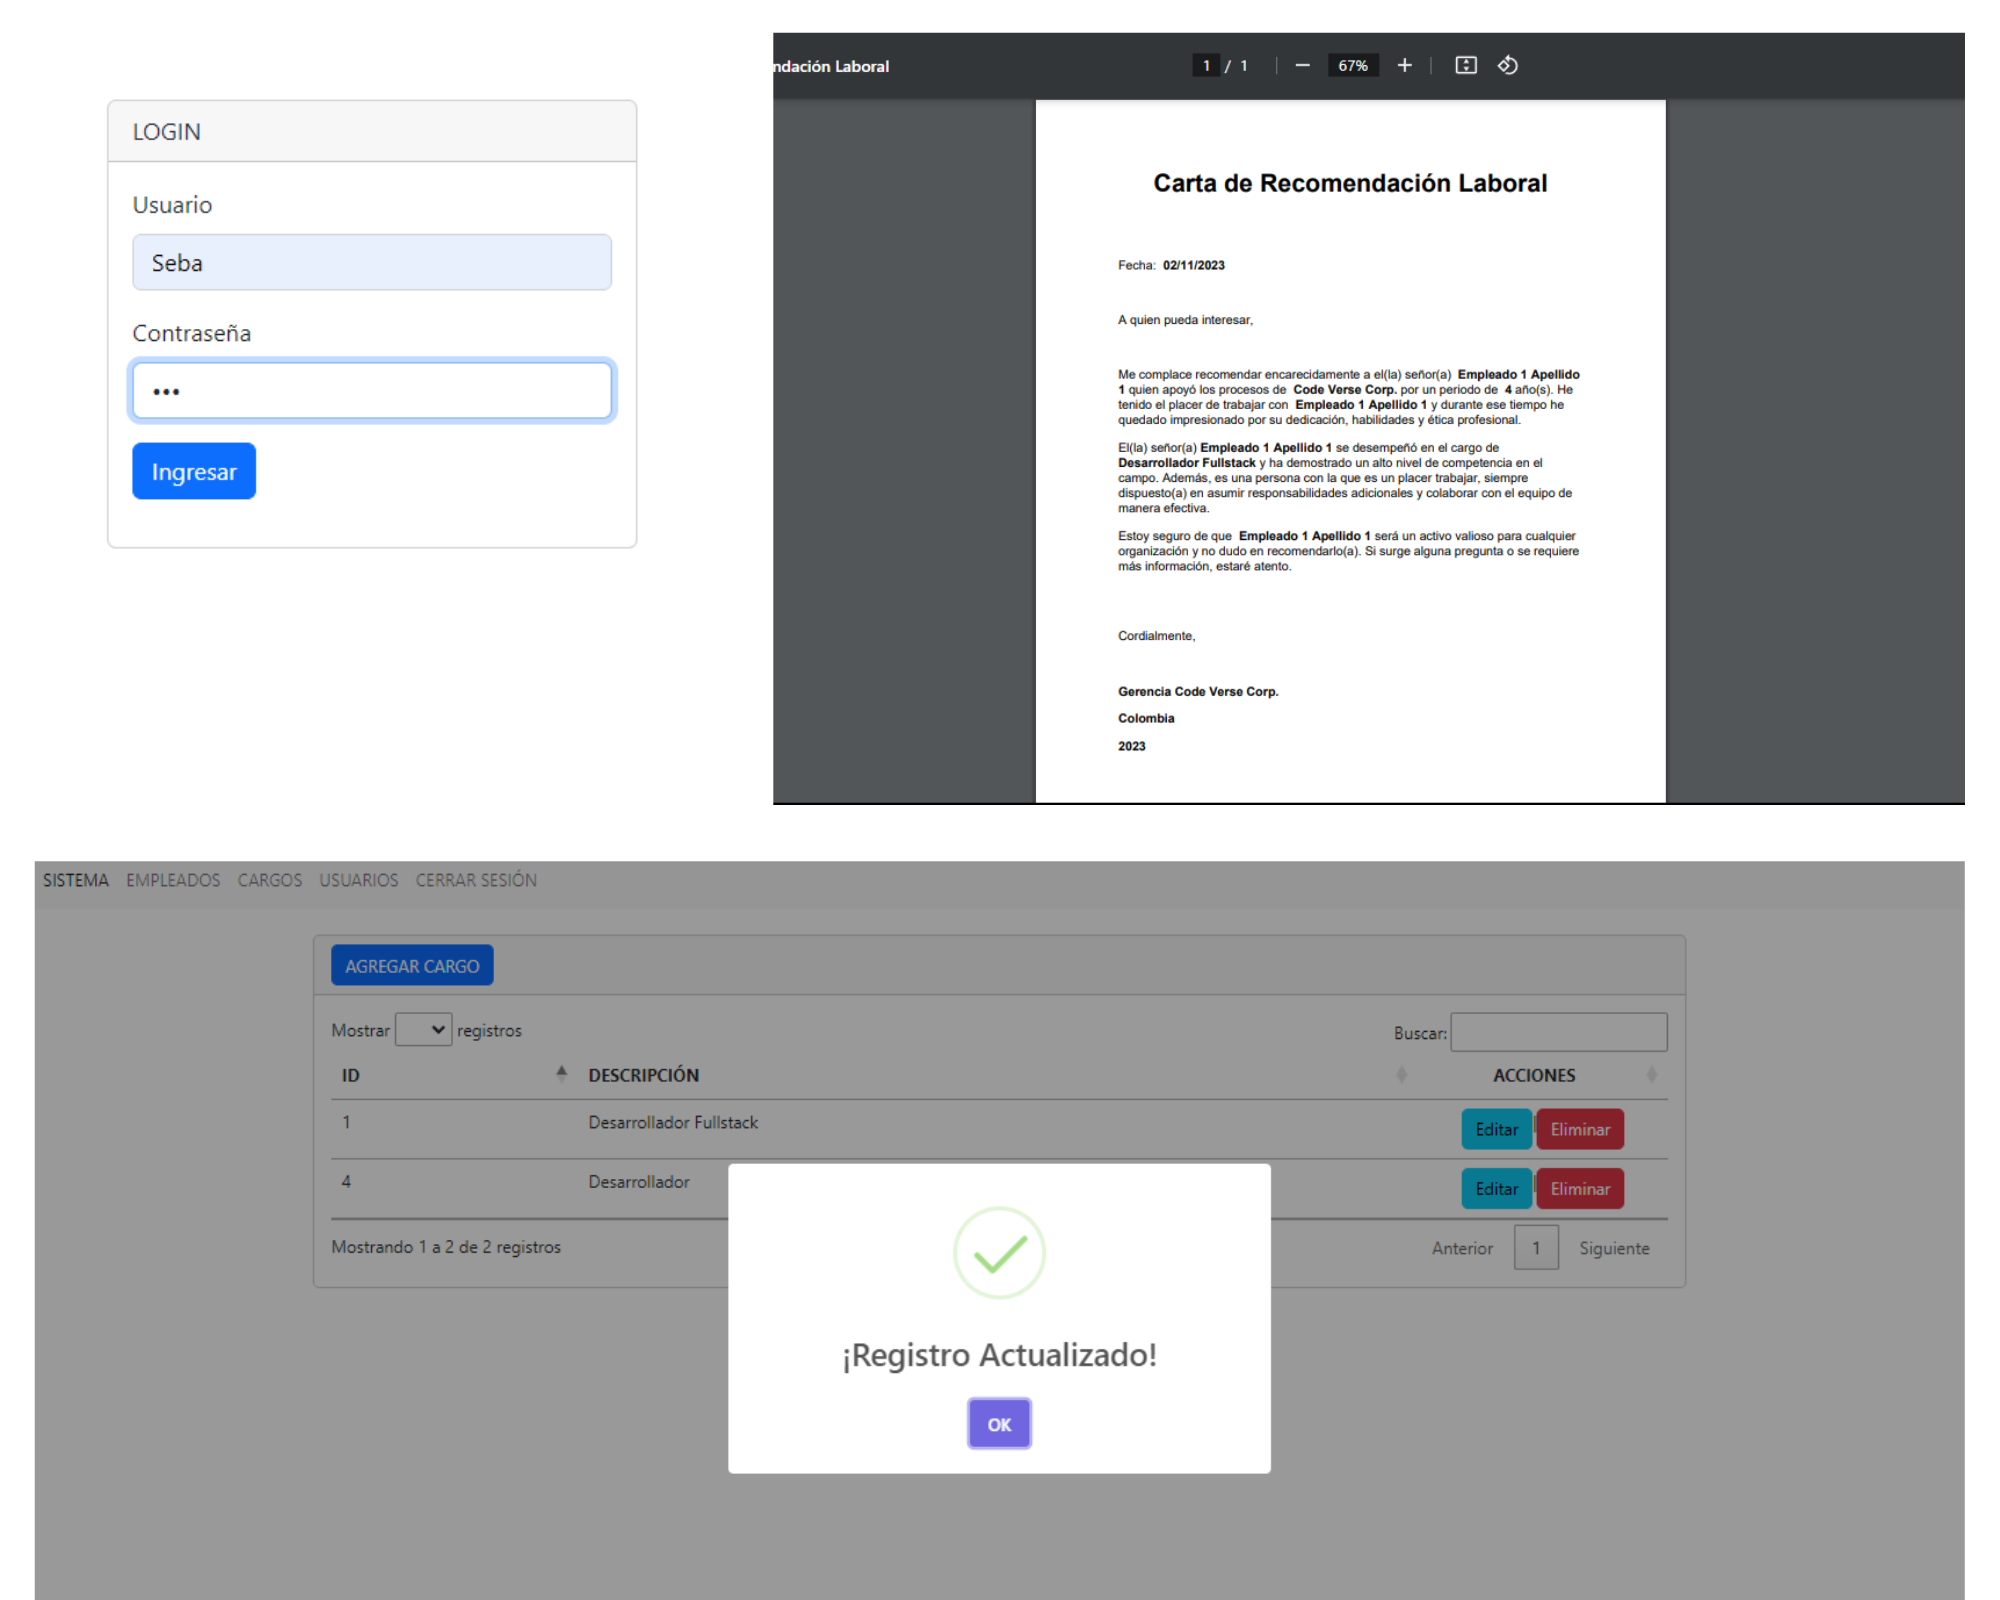 LOGIN
Usuario
Seba
Contraseña
•••
Ingresar
ndación Laboral
1 / 1
67%
Carta de Recomendación Laboral
Fecha: 02/11/2023
A quien pueda interesar,
Me complace recomendar encarecidamente a el(la) señor(a) Empleado 1 Apellido
1 quien apoyó los procesos de Code Verse Corp. por un periodo de 4 año(s). He
tenido el placer de trabajar con Empleado 1 Apellido 1 y durante ese tiempo he
quedado impresionado por su dedicación, habilidades y ética profesional.
El(la) señor(a) Empleado 1 Apellido 1 se desempeñó en el cargo de
Desarrollador Fullstack y ha demostrado un alto nivel de competencia en el
campo. Además, es una persona con la que es un placer trabajar, siempre
dispuesto(a) en asumir responsabilidades adicionales y colaborar con el equipo de
manera efectiva.
Estoy seguro de que Empleado 1 Apellido 1 será un activo valioso para cualquier
organización y no dudo en recomendarlo(a). Si surge alguna pregunta o se requiere
más información, estaré atento.
Cordialmente,
Gerencia Code Verse Corp.
Colombia
2023
SISTEMA EMPLEADOS CARGOS USUARIOS CERRAR SESIÓN
AGREGAR CARGO
Mostrar registros
Buscar:
ID DESCRIPCIÓN ACCIONES
1 Desarrollador Fullstack Editar Eliminar
4 Desarrollador Editar Eliminar
Mostrando 1 a 2 de 2 registros
Anterior 1 Siguiente
¡Registro Actualizado!
OK